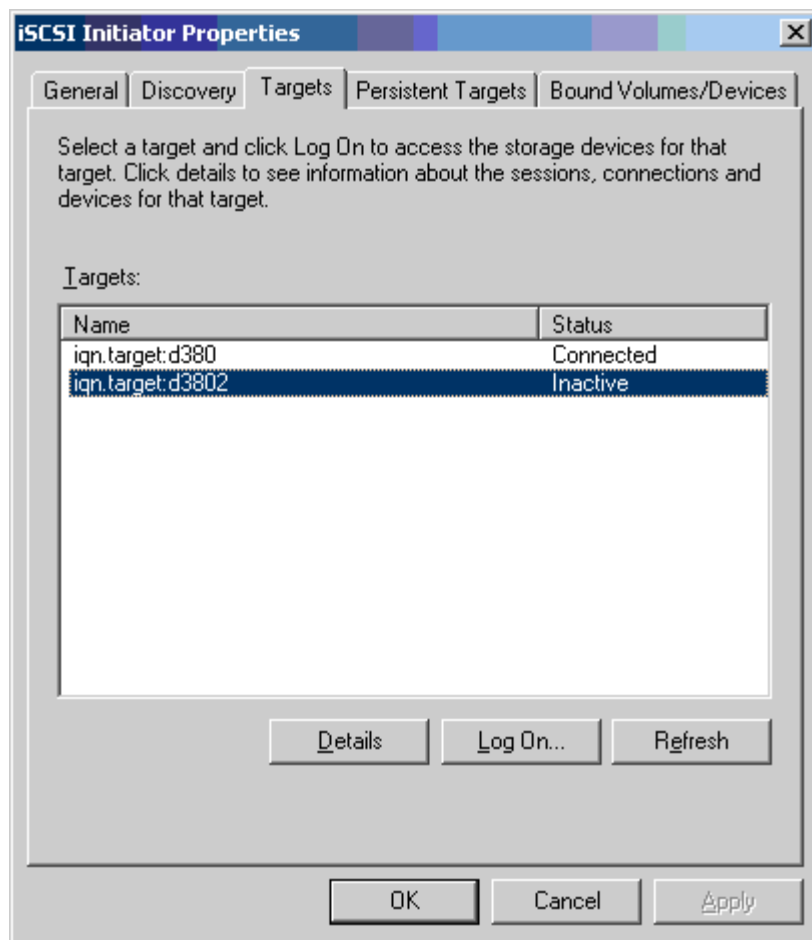 iSCSI Initiator Properties
General Discovery Targets Persistent Targets Bound Volumes/Devices
Select a target and click Log On to access the storage devices for that
target. Click details to see information about the sessions, connections and
devices for that target.
Targets:
Name Status
iqn.target:d380 Connected
iqn.target:d3802 Inactive
Details Log On... Refresh
OK Cancel Apply